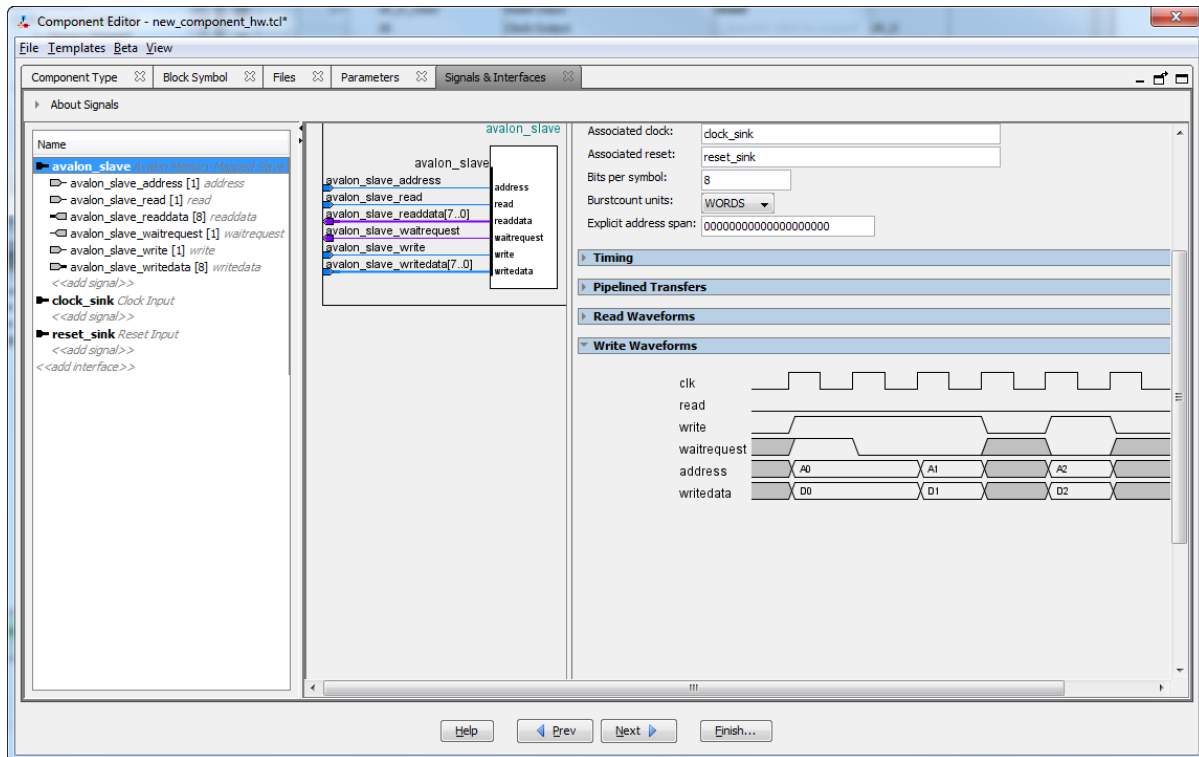 Component Editor - new_component_hw.tcl*
File Templates Beta View
Component Type Block Symbol Files Parameters Signals & Interfaces
About Signals
Name
avalon_slave Avalon Memory Mapped Slave
avalon_slave_address [1] address
avalon_slave_read [1] read
avalon_slave_readdata [8] readdata
avalon_slave_waitrequest [1] waitrequest
avalon_slave_write [1] write
avalon_slave_writedata [8] writedata
<<add signal>>
clock_sink Clock Input
<<add signal>>
reset_sink Reset Input
<<add signal>>
<<add interface>>
avalon_slave
avalon_slave
avalon_slave_address
address
avalon_slave_read
read
avalon_slave_readdata[7..0]
readdata
avalon_slave_waitrequest
waitrequest
avalon_slave_write
write
avalon_slave_writedata[7..0]
writedata
Associated clock: clock_sink
Associated reset: reset_sink
Bits per symbol: 8
Burstcount units: WORDS
Explicit address span: 00000000000000000000
Timing
Pipelined Transfers
Read Waveforms
Write Waveforms
clk
read
write
waitrequest
address A0 A1 A2
writedata D0 D1 D2
Help Prev Next Finish...